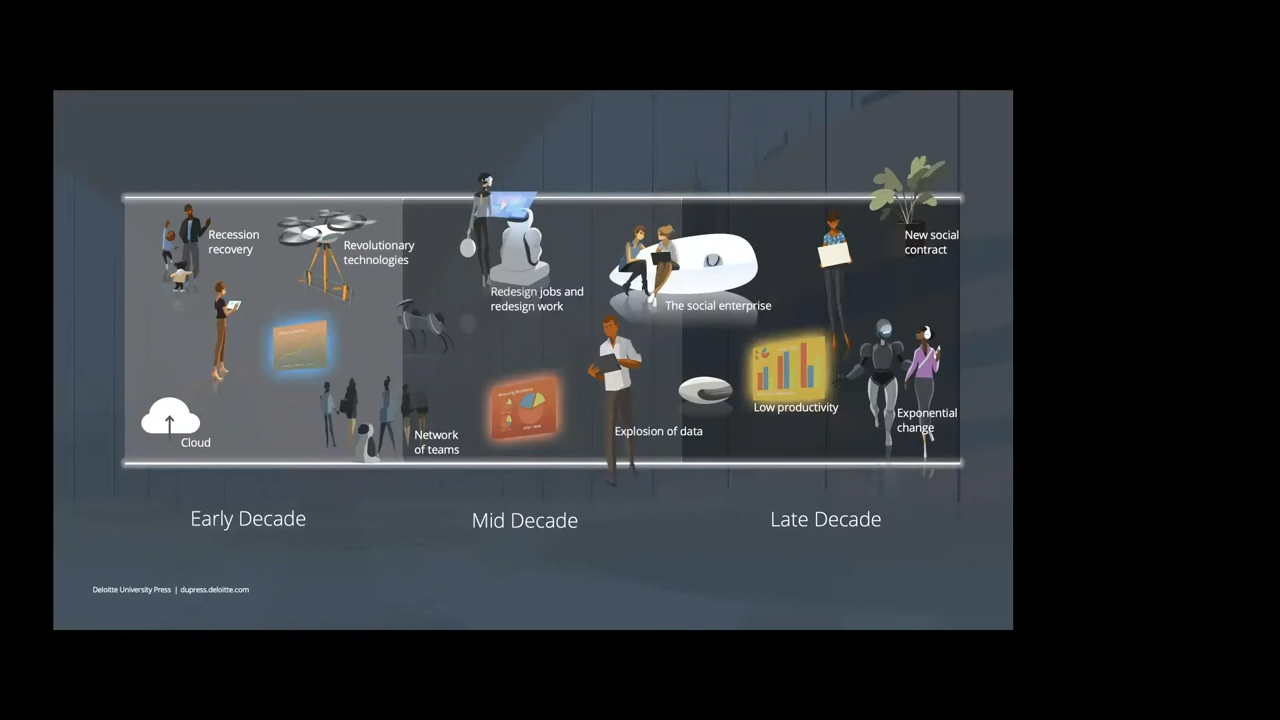 Recession
recovery
Revolutionary
technologies
Cloud
Network
of teams
Redesign jobs and
redesign work
Explosion of data
The social enterprise
Low productivity
New social
contract
Exponential
change
Early Decade
Mid Decade
Late Decade
Deloitte University Press | dupress.deloitte.com